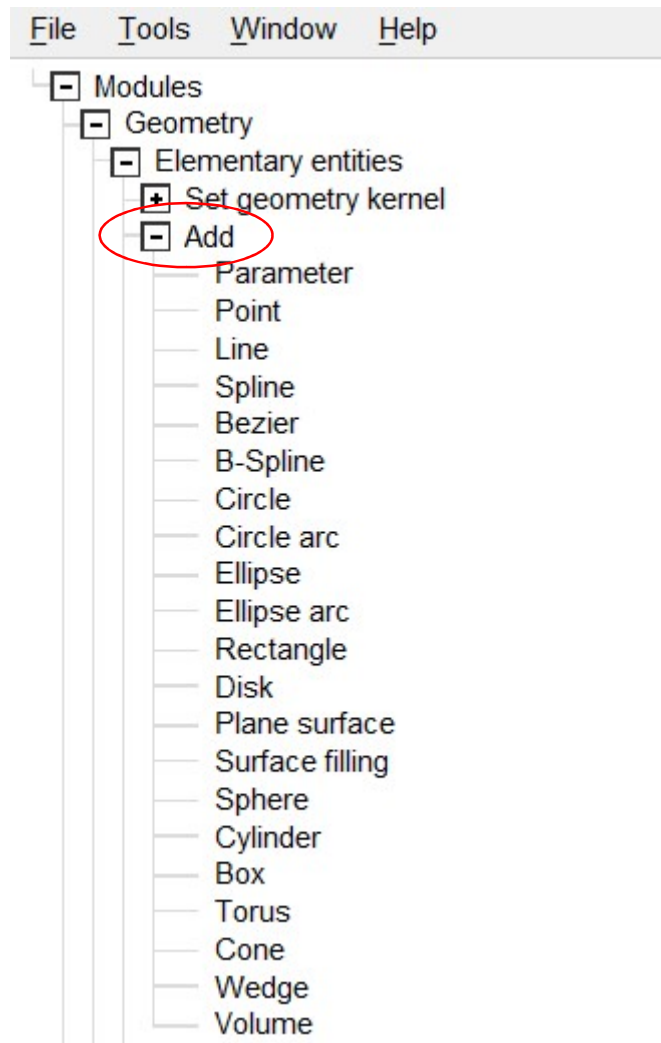 File Tools Window Help
Modules
Geometry
Elementary entities
Set geometry kernel
Add
Parameter
Point
Line
Spline
Bezier
B-Spline
Circle
Circle arc
Ellipse
Ellipse arc
Rectangle
Disk
Plane surface
Surface filling
Sphere
Cylinder
Box
Torus
Cone
Wedge
Volume